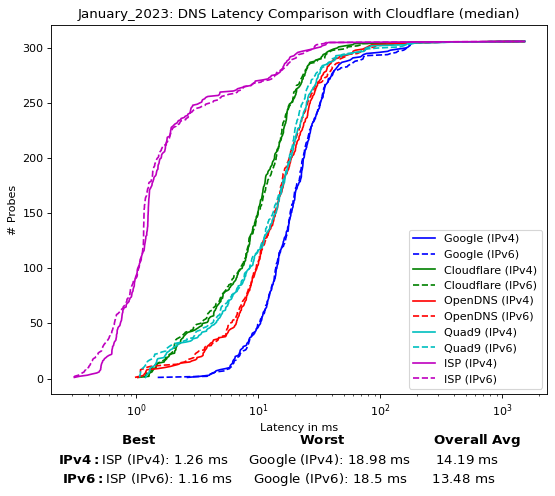 January_2023: DNS Latency Comparison with Cloudflare (median)
300
250
200
150
100
50
0
# Probes
Google (IPv4)
Google (IPv6)
Cloudflare (IPv4)
Cloudflare (IPv6)
OpenDNS (IPv4)
OpenDNS (IPv6)
Quad9 (IPv4)
Quad9 (IPv6)
ISP (IPv4)
ISP (IPv6)
10⁰ 10¹ 10² 10³
Latency in ms
Best Worst Overall Avg
IPv4: ISP (IPv4): 1.26 ms Google (IPv4): 18.98 ms 14.19 ms
IPv6: ISP (IPv6): 1.16 ms Google (IPv6): 18.5 ms 13.48 ms